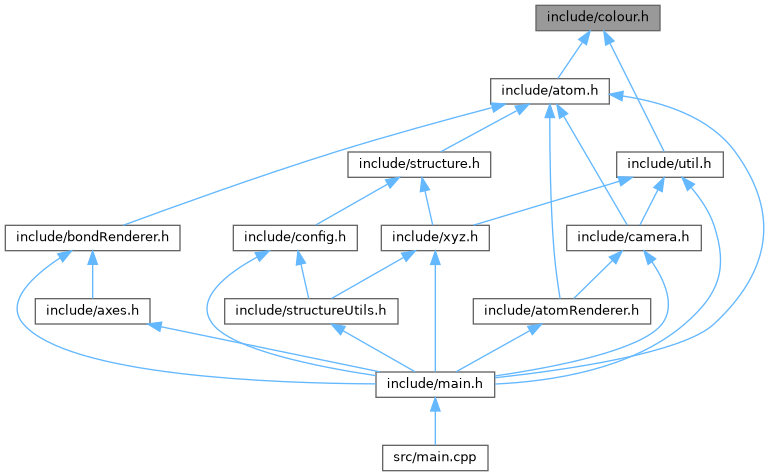 include/colour.h
include/atom.h
include/structure.h
include/util.h
include/bondRenderer.h
include/config.h
include/xyz.h
include/camera.h
include/axes.h
include/structureUtils.h
include/atomRenderer.h
include/main.h
src/main.cpp